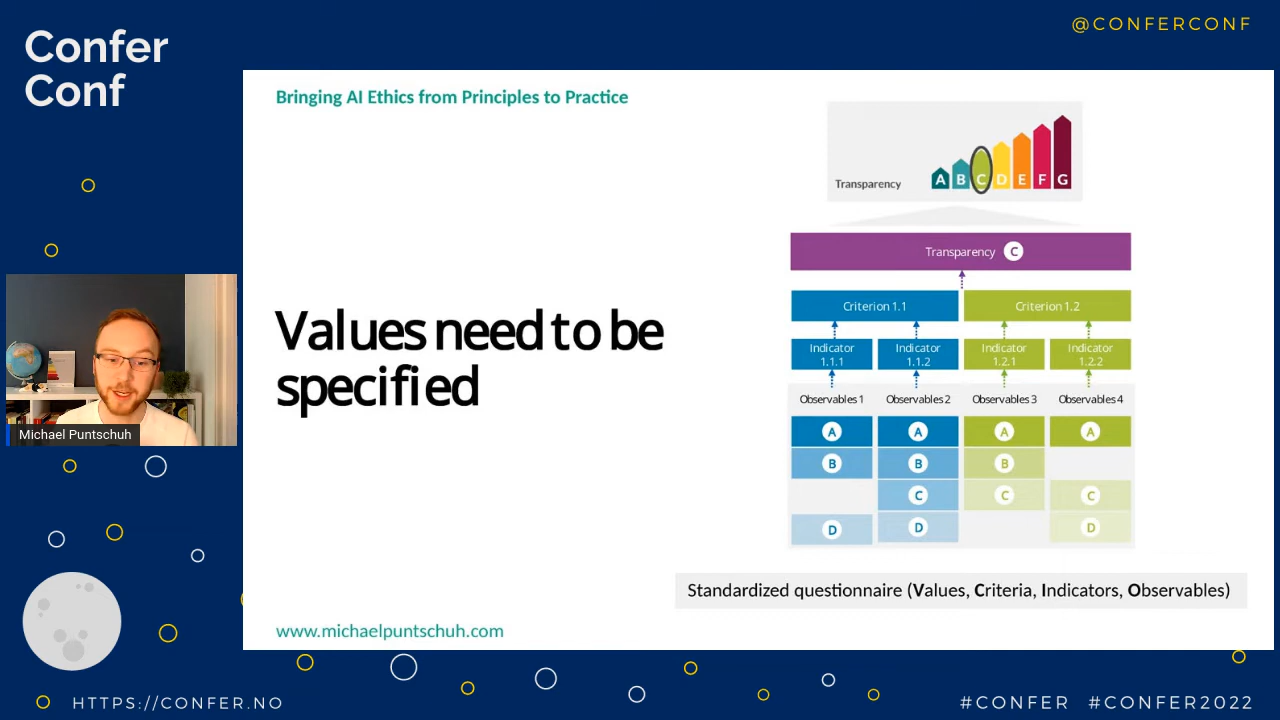 Confer
Conf
@CONFERCONF
Bringing AI Ethics from Principles to Practice
Transparency
A B C D E F G
Transparency C
Criterion 1.1 Criterion 1.2
Indicator 1.1.1 Indicator 1.1.2 Indicator 1.2.1 Indicator 1.2.2
Observables 1 Observables 2 Observables 3 Observables 4
A A A A
B B B
C C C
D D D
Values need to be
specified
Michael Puntschuh
Standardized questionnaire (Values, Criteria, Indicators, Observables)
www.michaelpuntschuh.com
HTTPS://CONFER.NO
#CONFER #CONFER2022